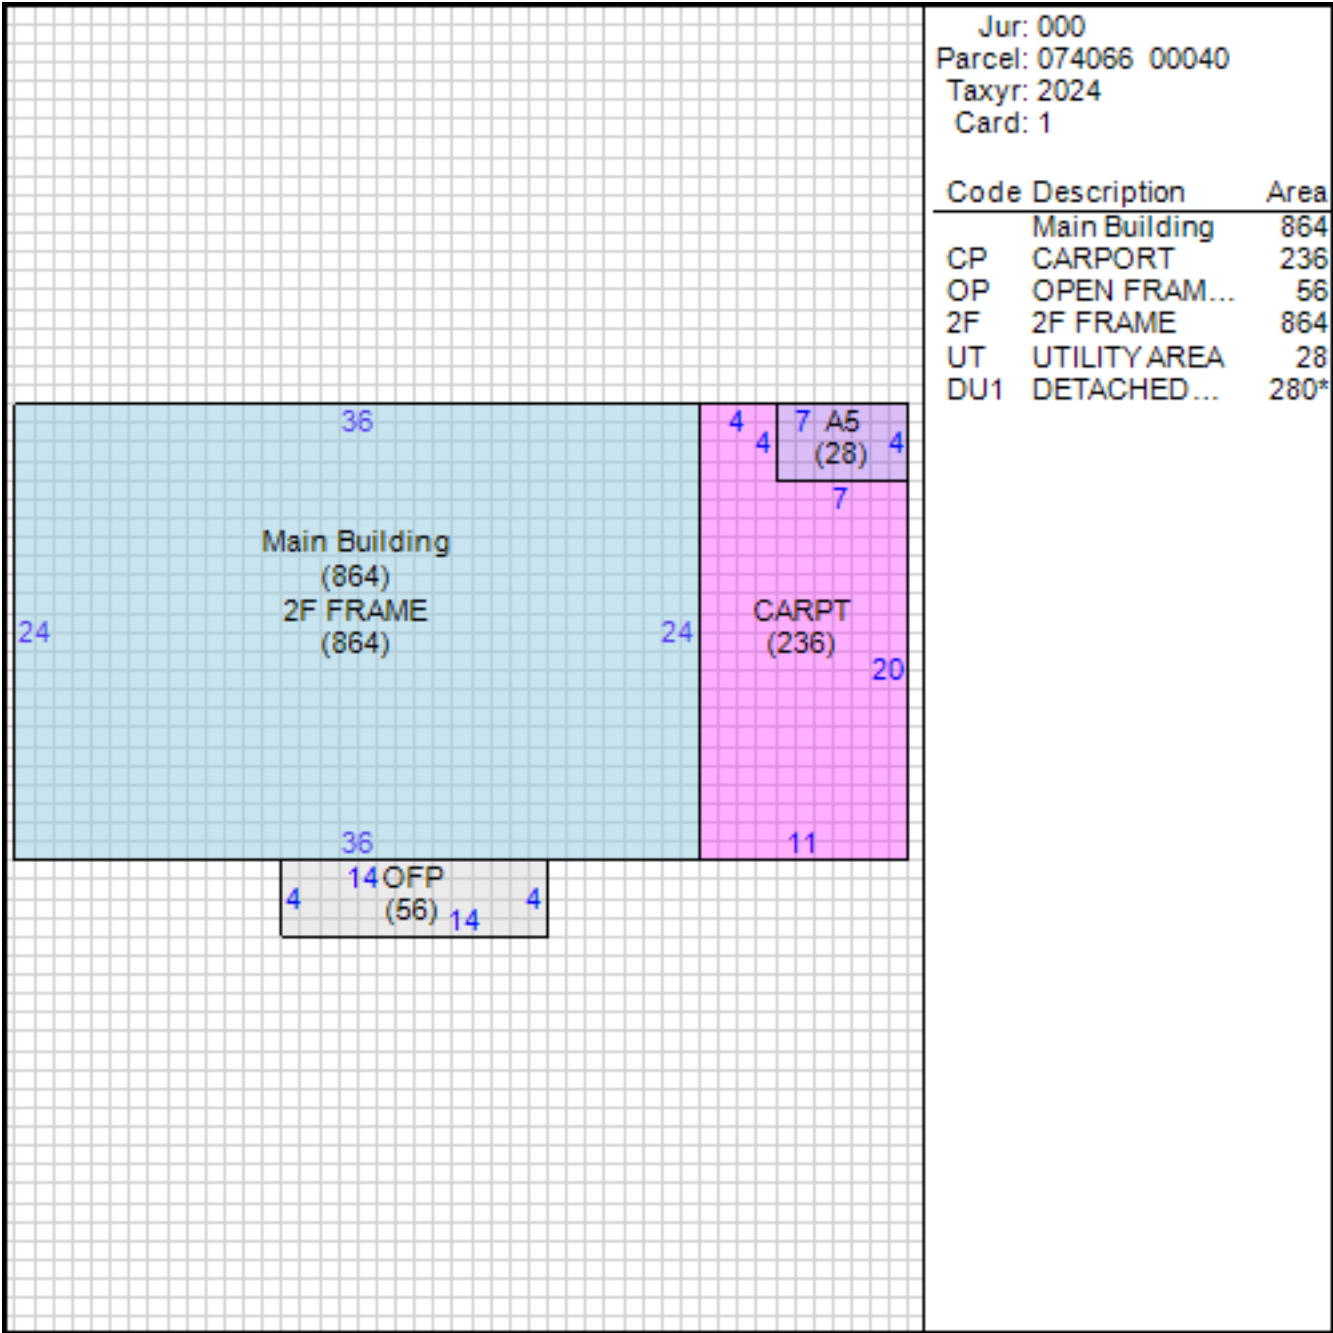 Jur: 000
Parcel: 074066 00040
Taxyr: 2024
Card: 1
Code Description Area
Main Building 864
CP CARPORT 236
OP OPEN FRAM... 56
2F 2F FRAME 864
UT UTILITY AREA 28
DU1 DETACHED... 280*
36 4 7 A5
4 (28) 4
7
Main Building
(864)
2F FRAME CARPT
(864) (236)
24 24
20
36 11
14 OFP
4 (56) 4
14